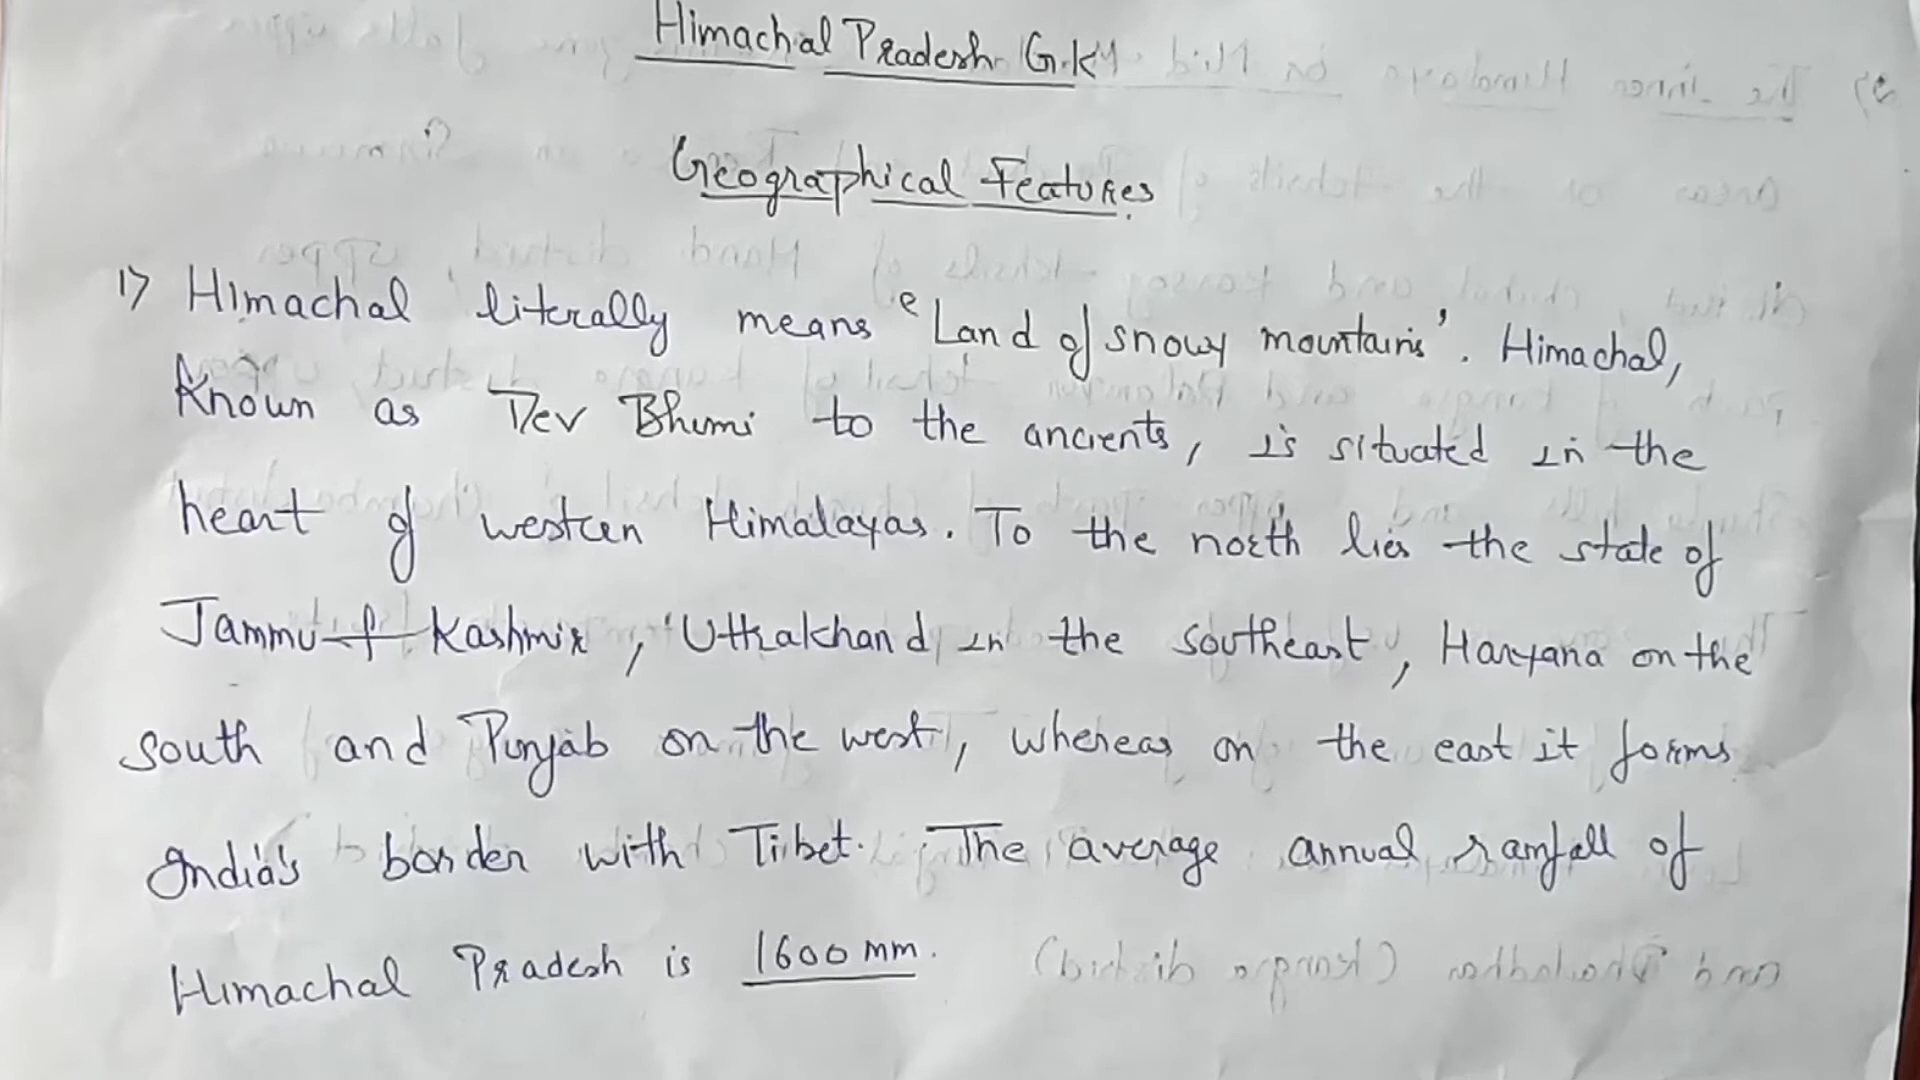 Himachal Pradesh G.K
Geographical Features
1) Himachal literally means 'Land of snowy mountains'. Himachal,
Known as Dev Bhumi to the ancients, is situated in the
heart of western Himalayas. To the north lies the state of
Jammu & Kashmir, Uttrakhand in the southeast, Haryana on the
south and Punjab on the west, whereas on the east it forms
India's border with Tibet. The average annual rainfall of
Himachal Pradesh is 1600 mm.